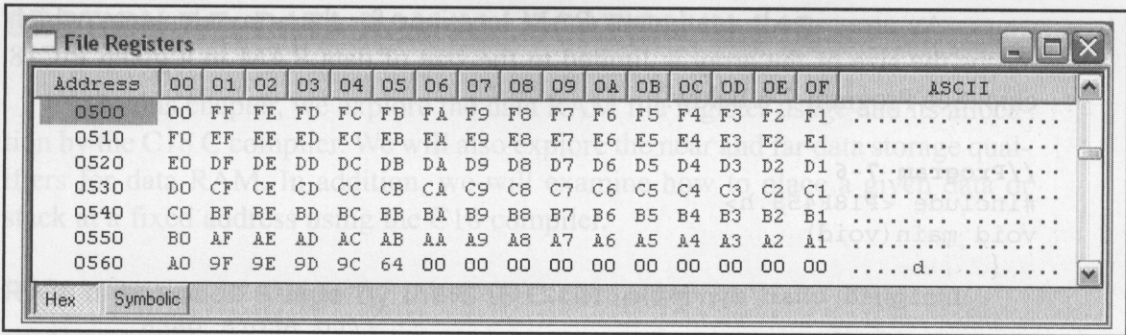 File Registers
Address 00 01 02 03 04 05 06 07 08 09 0A 0B 0C 0D 0E 0F ASCII
0500 00 FF FE FD FC FB FA F9 F8 F7 F6 F5 F4 F3 F2 F1 ................
0510 F0 EF EE ED EC EB EA E9 E8 E7 E6 E5 E4 E3 E2 E1 ................
0520 E0 DF DE DD DC DB DA D9 D8 D7 D6 D5 D4 D3 D2 D1 ................
0530 D0 CF CE CD CC CB CA C9 C8 C7 C6 C5 C4 C3 C2 C1 ................
0540 C0 BF BE BD BC BB BA B9 B8 B7 B6 B5 B4 B3 B2 B1 ................
0550 B0 AF AE AD AC AB AA A9 A8 A7 A6 A5 A4 A3 A2 A1 ................
0560 A0 9F 9E 9D 9C 64 00 00 00 00 00 00 00 00 00 00 .....d..........
Hex Symbolic